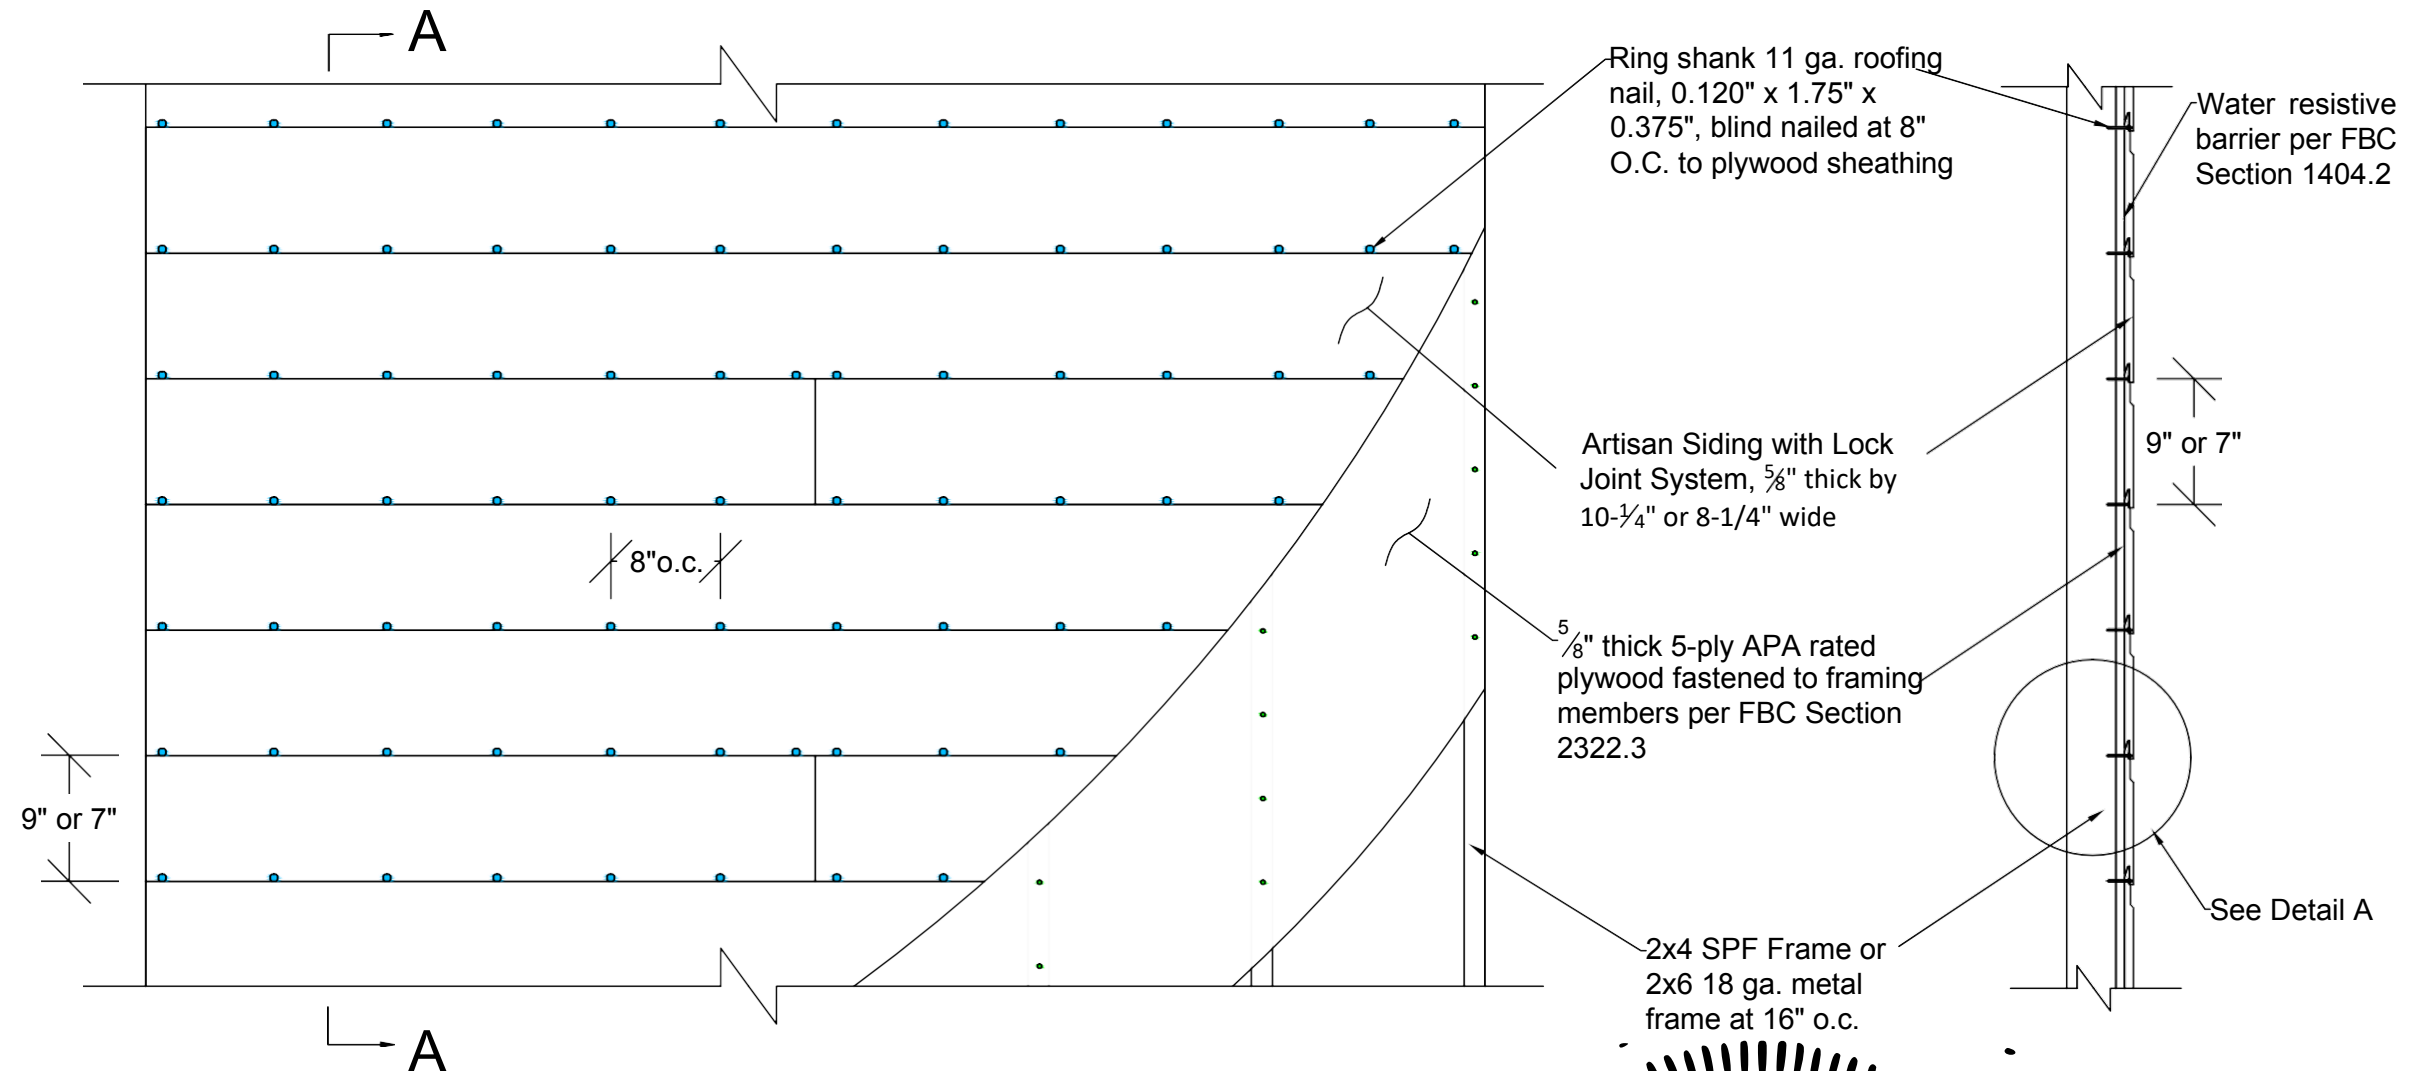 A
Ring shank 11 ga. roofing
nail, 0.120" x 1.75" x
0.375", blind nailed at 8"
O.C. to plywood sheathing
Water resistive
barrier per FBC
Section 1404.2
Artisan Siding with Lock
Joint System, ⅝" thick by
10-¼" or 8-1/4" wide
9" or 7"
8"o.c.
⅝" thick 5-ply APA rated
plywood fastened to framing
members per FBC Section
2322.3
9" or 7"
See Detail A
2x4 SPF Frame or
2x6 18 ga. metal
frame at 16" o.c.
A